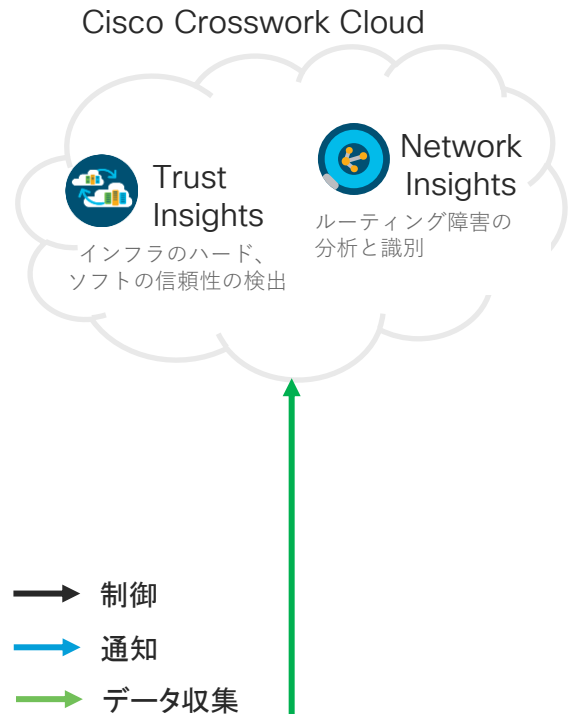 Cisco Crosswork Cloud
Trust
Insights
インフラのハード、
ソフトの信頼性の検出
Network
Insights
ルーティング障害の
分析と識別
制御
通知
データ収集